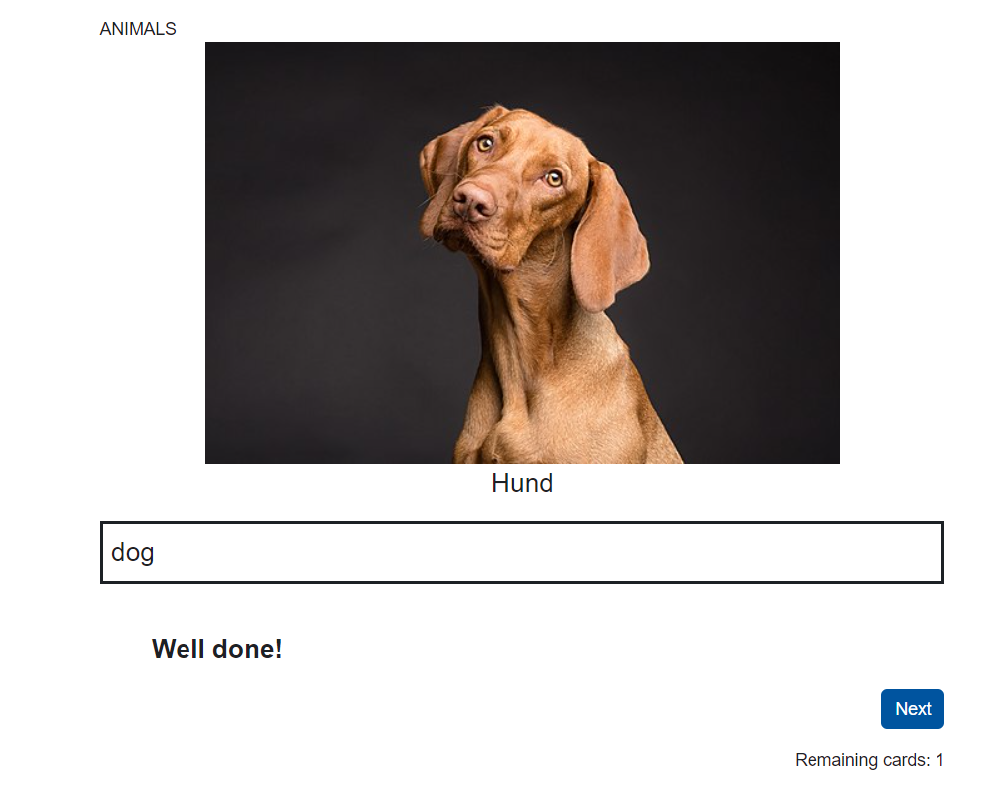 ANIMALS
Hund
dog
Well done!
Next
Remaining cards: 1